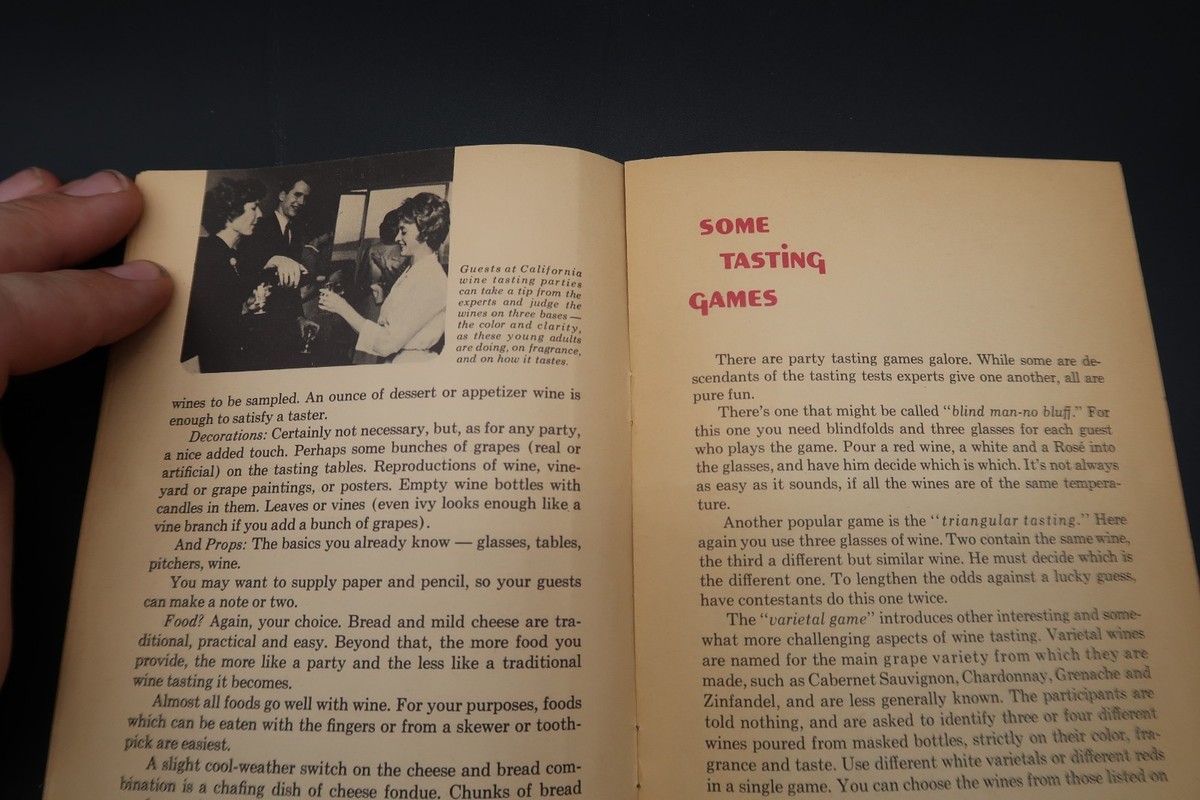 Guests at California
wine tasting parties
can take a tip from the
experts and judge the
wines on three bases —
the color and clarity,
as these young adults
are doing, on fragrance,
and on how it tastes.
wines to be sampled. An ounce of dessert or appetizer wine is
enough to satisfy a taster.
Decorations: Certainly not necessary, but, as for any party,
a nice added touch. Perhaps some bunches of grapes (real or
artificial) on the tasting tables. Reproductions of wine, vine-
yard or grape paintings, or posters. Empty wine bottles with
candles in them. Leaves or vines (even ivy looks enough like a
vine branch if you add a bunch of grapes).
And Props: The basics you already know — glasses, tables,
pitchers, wine.
You may want to supply paper and pencil, so your guests
can make a note or two.
Food? Again, your choice. Bread and mild cheese are tra-
ditional, practical and easy. Beyond that, the more food you
provide, the more like a party and the less like a traditional
wine tasting it becomes.
Almost all foods go well with wine. For your purposes, foods
which can be eaten with the fingers or from a skewer or tooth-
pick are easiest.
A slight cool-weather switch on the cheese and bread com-
bination is a chafing dish of cheese fondue. Chunks of bread
SOME
TASTING
GAMES
There are party tasting games galore. While some are de-
scendants of the tasting tests experts give one another, all are
pure fun.
There's one that might be called "blind man-no bluff." For
this one you need blindfolds and three glasses for each guest
who plays the game. Pour a red wine, a white and a Rosé into
the glasses, and have him decide which is which. It's not always
as easy as it sounds, if all the wines are of the same tempera-
ture.
Another popular game is the "triangular tasting." Here
again you use three glasses of wine. Two contain the same wine,
the third a different but similar wine. He must decide which is
the different one. To lengthen the odds against a lucky guess,
have contestants do this one twice.
The "varietal game" introduces other interesting and some-
what more challenging aspects of wine tasting. Varietal wines
are named for the main grape variety from which they are
made, such as Cabernet Sauvignon, Chardonnay, Grenache and
Zinfandel, and are less generally known. The participants are
told nothing, and are asked to identify three or four different
wines poured from masked bottles, strictly on their color, fra-
grance and taste. Use different white varietals or different reds
in a single game. You can choose the wines from those listed on